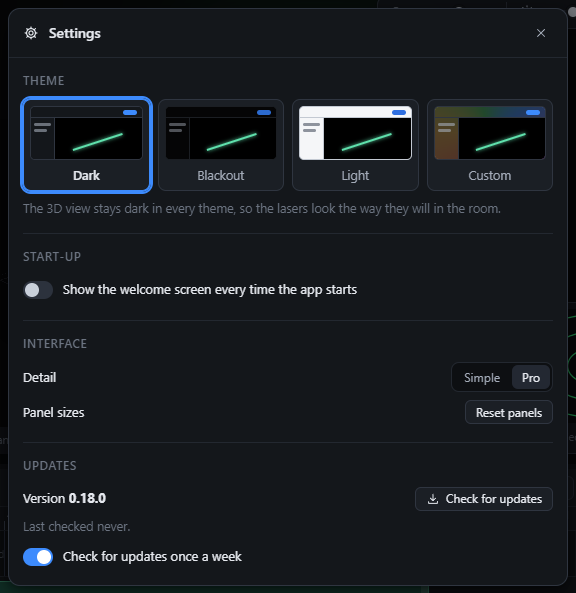 Settings
THEME
Dark
Blackout
Light
Custom
The 3D view stays dark in every theme, so the lasers look the way they will in the room.
START-UP
Show the welcome screen every time the app starts
INTERFACE
Detail
Simple
Pro
Panel sizes
Reset panels
UPDATES
Version 0.18.0
Check for updates
Last checked never.
Check for updates once a week